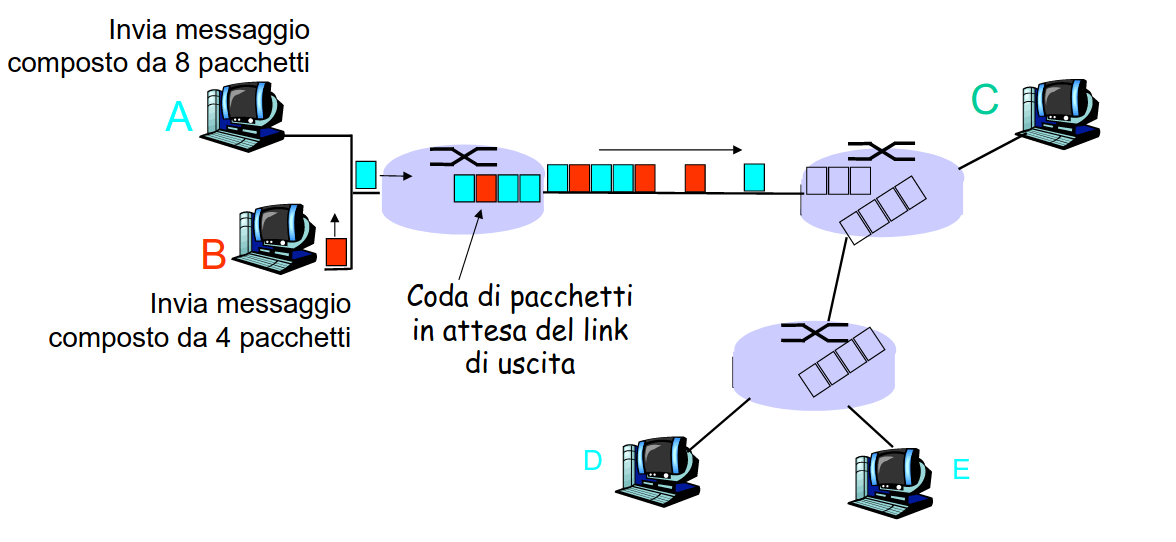 Invia messaggio
composto da 8 pacchetti
A
C
B
Invia messaggio
composto da 4 pacchetti
Coda di pacchetti
in attesa del link
di uscita
D
E